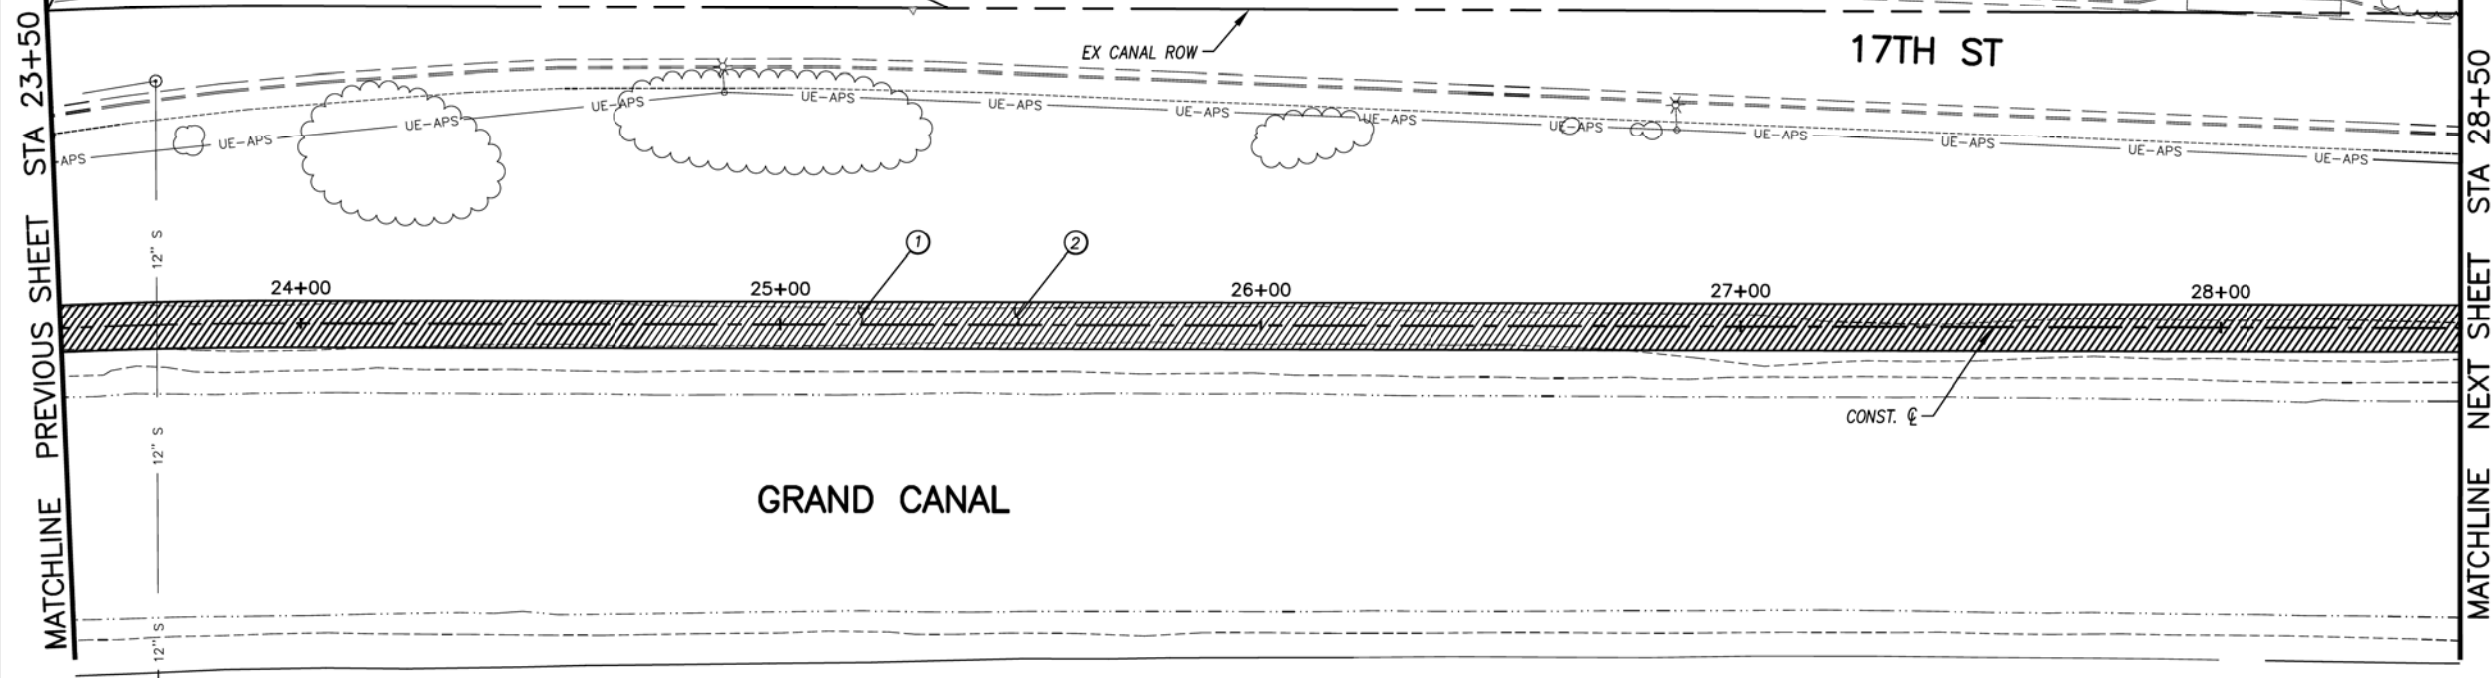 MATCHLINE PREVIOUS SHEET STA 23+50
EX CANAL ROW
17TH ST
APS
UE-APS
UE-APS
UE-APS
UE-APS
UE-APS
UE-APS
UE-APS
UE-APS
UE-APS
UE-APS
UE-APS
UE-APS
12" S
1
2
24+00
25+00
26+00
27+00
28+00
CONST. ℄
12" S
GRAND CANAL
12" S
MATCHLINE NEXT SHEET STA 28+50